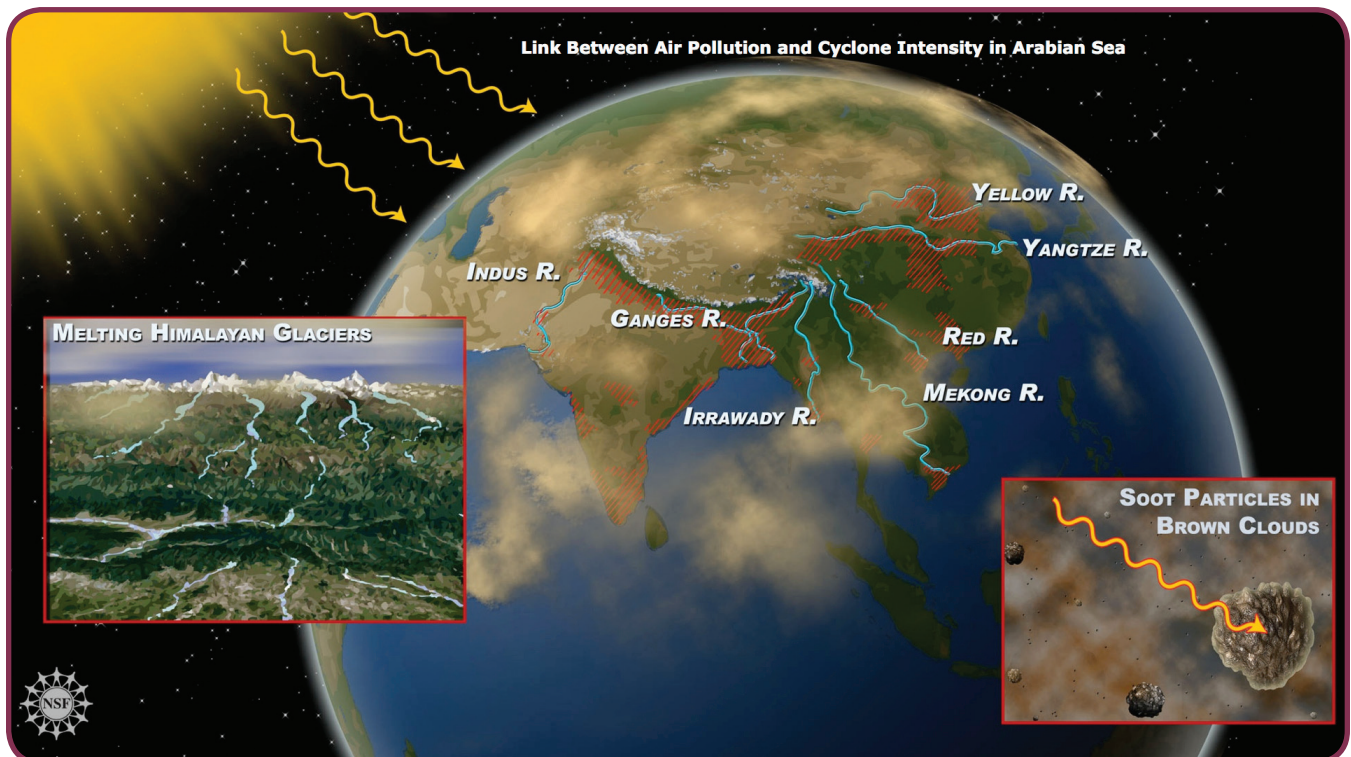 Link Between Air Pollution and Cyclone Intensity in Arabian Sea
YELLOW R.
YANGTZE R.
INDUS R.
GANGES R.
RED R.
MEKONG R.
IRRAWADY R.
MELTING HIMALAYAN GLACIERS
SOOT PARTICLES IN
BROWN CLOUDS
NSF